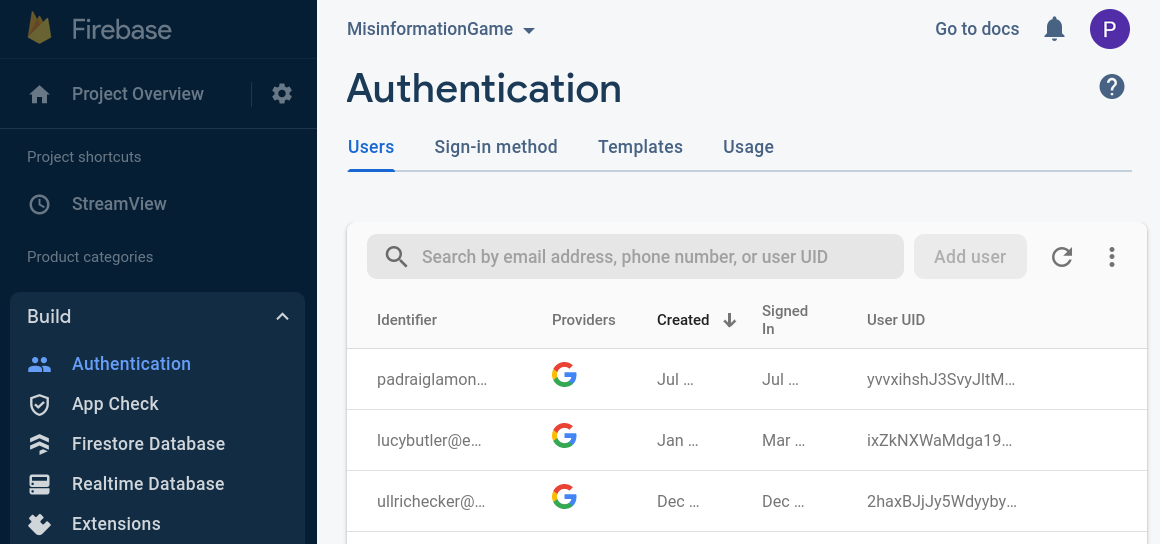 Firebase
Project Overview
Project shortcuts
StreamView
Product categories
Build
Authentication
App Check
Firestore Database
Realtime Database
Extensions
MisinformationGame
Go to docs
P
Authentication
Users Sign-in method Templates Usage
Search by email address, phone number, or user UID
Add user
Identifier Providers Created Signed In User UID
padraiglamon… Jul … Jul … yvvxihshJ3SvyJltM…
lucybutler@e… Jan … Mar … ixZkNXWaMdga19…
ullrichecker@… Dec … Dec … 2haxBJjJy5Wdyyby…